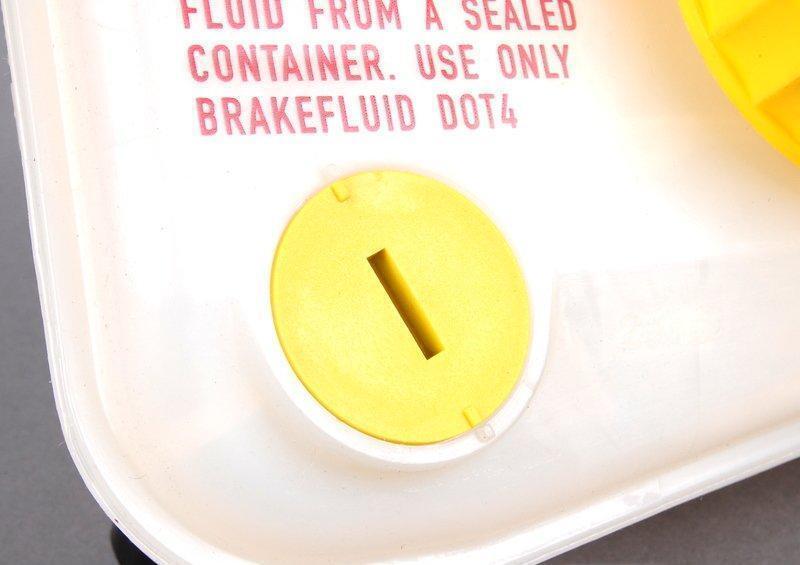 FLUID FROM A SEALED
CONTAINER. USE ONLY
BRAKEFLUID DOT4